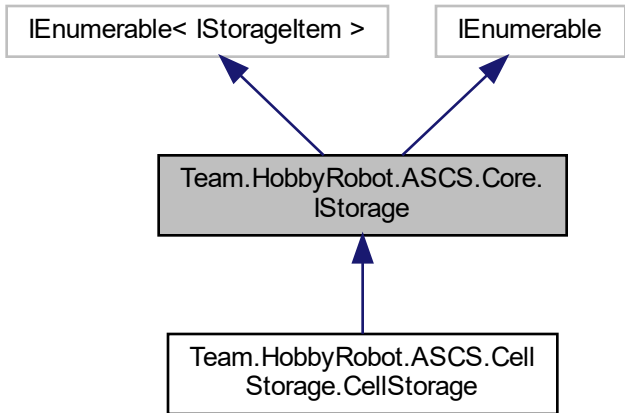 IEnumerable< IStorageItem >
IEnumerable
Team.HobbyRobot.ASCS.Core.
IStorage
Team.HobbyRobot.ASCS.Cell
Storage.CellStorage